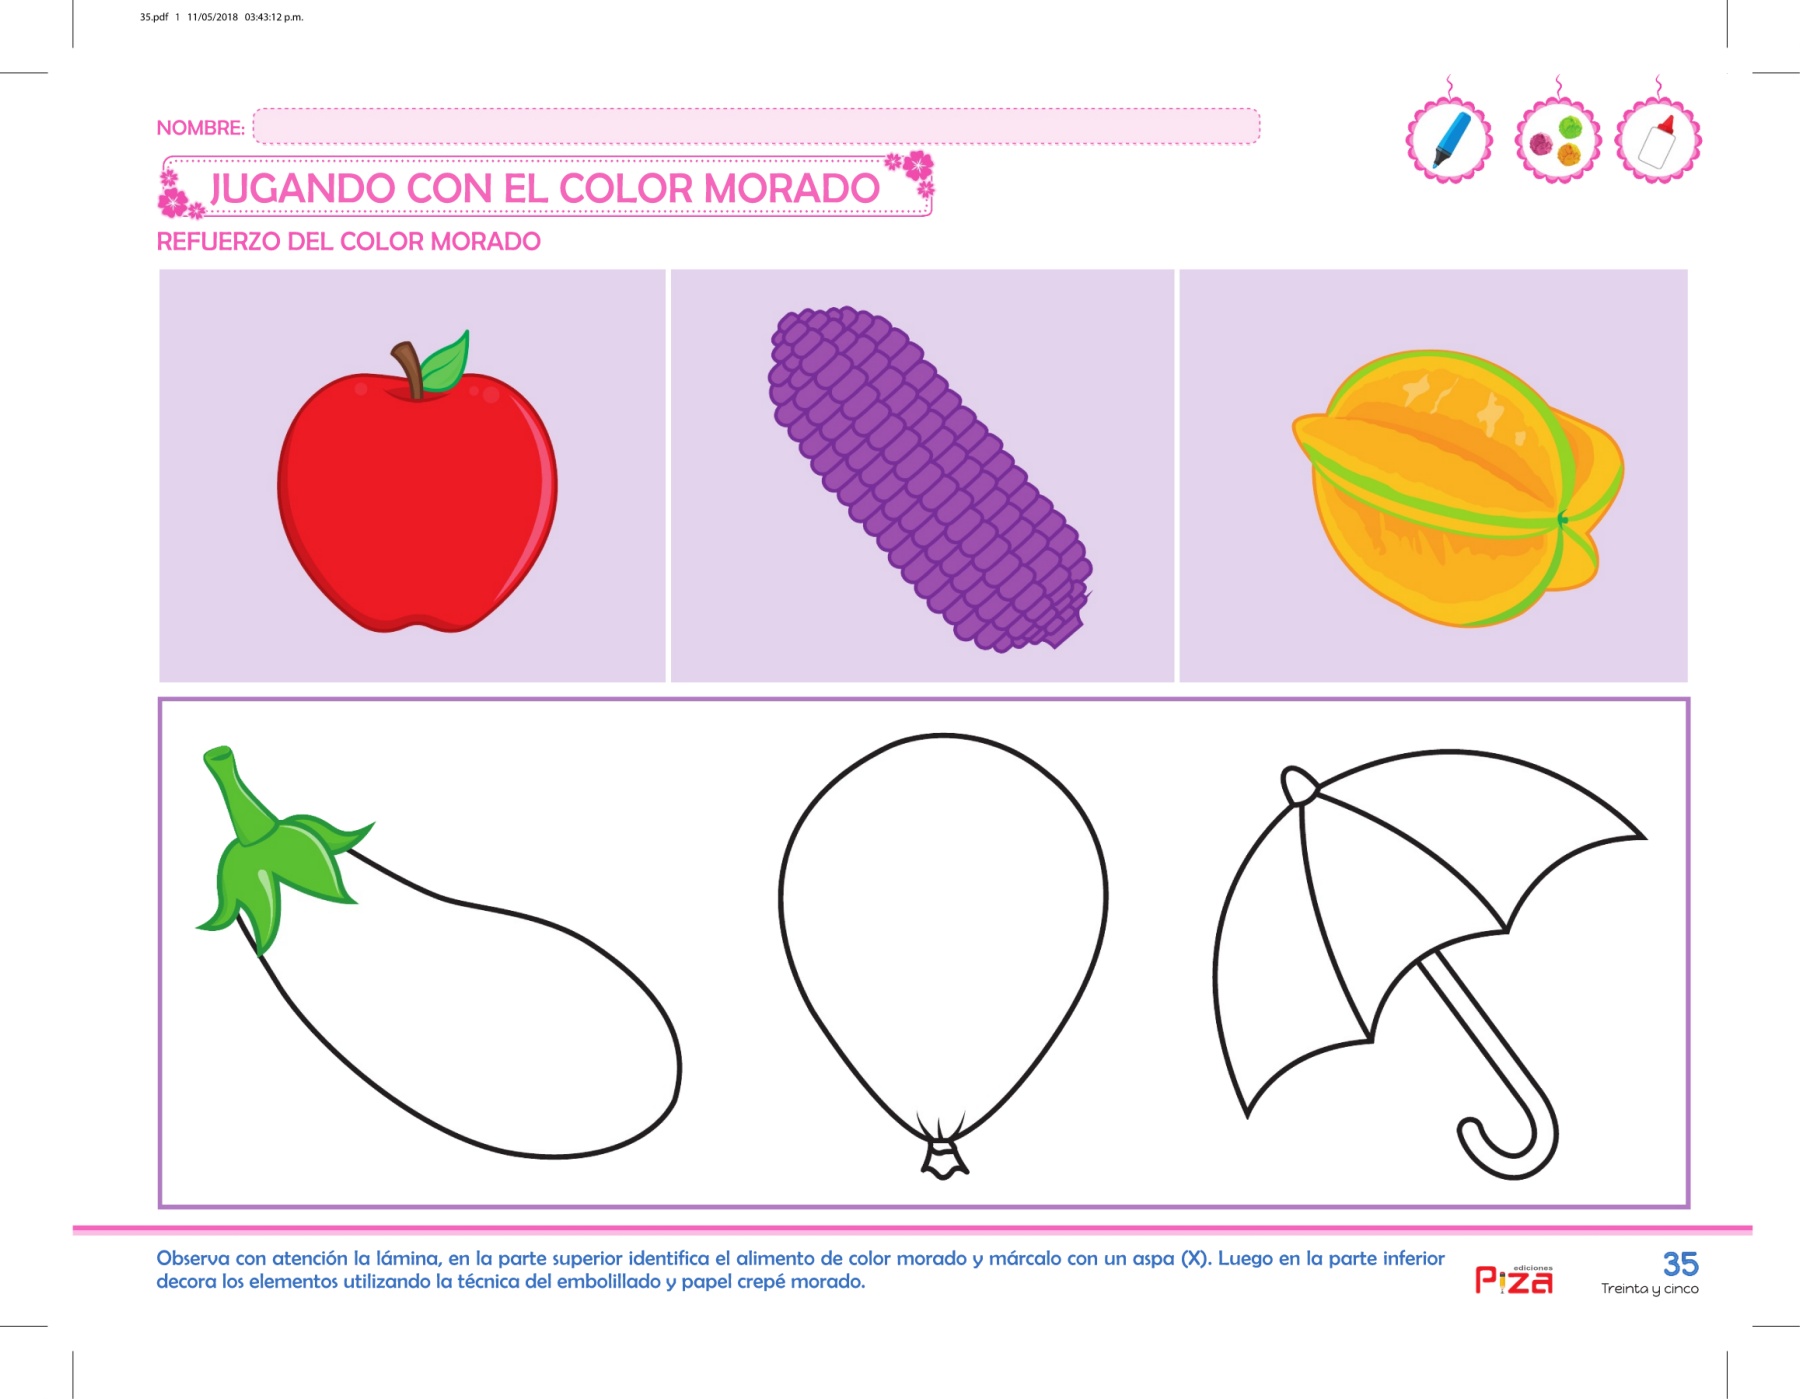 35.pdf 1 11/05/2018 03:43:12 p.m.
NOMBRE:
JUGANDO CON EL COLOR MORADO
REFUERZO DEL COLOR MORADO
Observa con atención la lámina, en la parte superior identifica el alimento de color morado y márcalo con un aspa (X). Luego en la parte inferior
decora los elementos utilizando la técnica del embolillado y papel crepé morado.
ediciones
Piza
35
Treinta y cinco